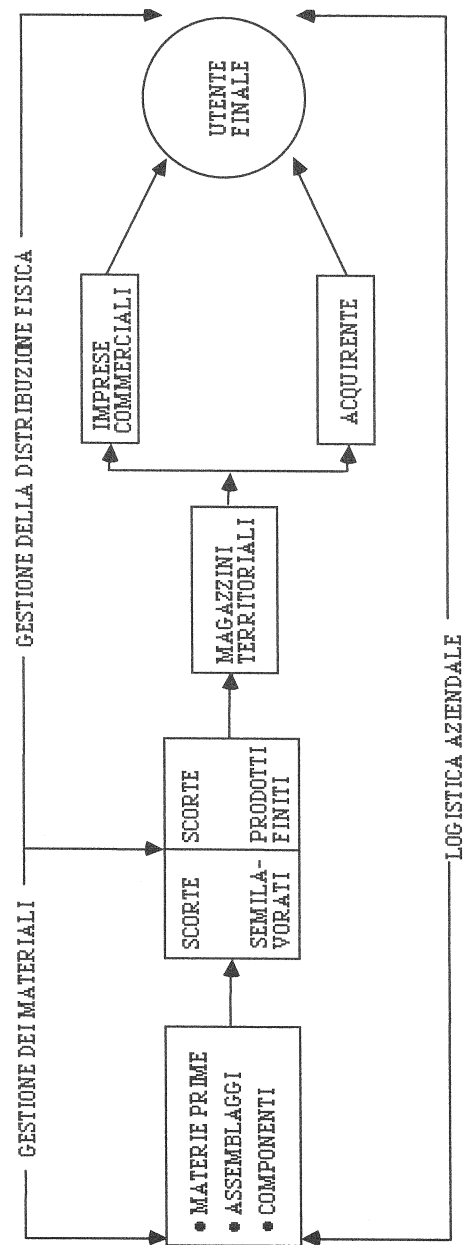 GESTIONE DEI MATERIALI
GESTIONE DELLA DISTRIBUZIONE FISICA
● MATERIE PRIME
● ASSEMBLAGGI
● COMPONENTI
SCORTE
SEMILA-
VORATI
SCORTE
PRODOTTI
FINITI
MAGAZZINI
TERRITORIALI
IMPRESE
COMMERCIALI
ACQUIRENTE
UTENTE
FINALE
LOGISTICA AZIENDALE